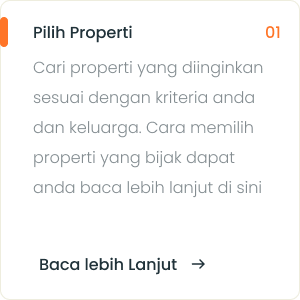 Pilih Properti 01
Cari properti yang diinginkan
sesuai dengan kriteria anda
dan keluarga. Cara memilih
properti yang bijak dapat
anda baca lebih lanjut di sini
Baca lebih Lanjut →